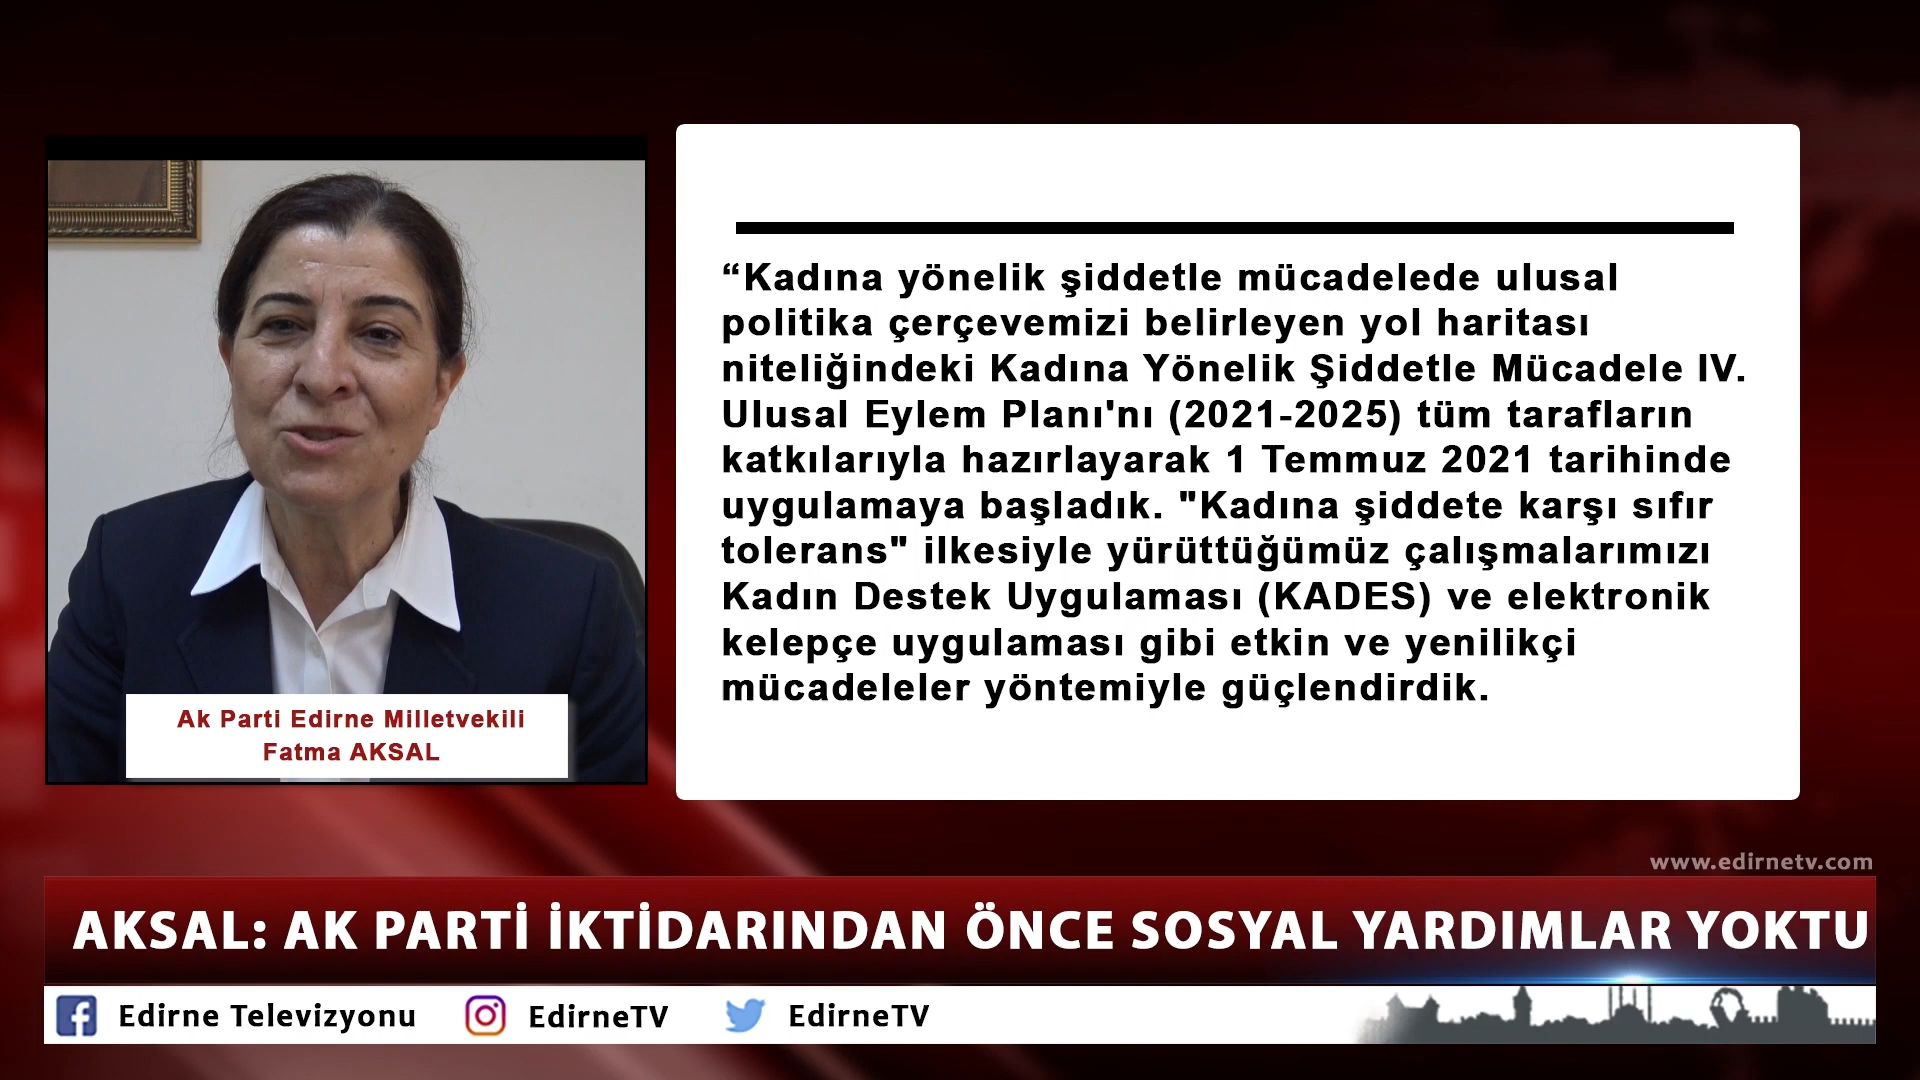 “Kadına yönelik şiddetle mücadelede ulusal
politika çerçevemizi belirleyen yol haritası
niteliğindeki Kadına Yönelik Şiddetle Mücadele IV.
Ulusal Eylem Planı'nı (2021-2025) tüm tarafların
katkılarıyla hazırlayarak 1 Temmuz 2021 tarihinde
uygulamaya başladık. "Kadına şiddete karşı sıfır
tolerans" ilkesiyle yürüttüğümüz çalışmalarımızı
Kadın Destek Uygulaması (KADES) ve elektronik
kelepçe uygulaması gibi etkin ve yenilikçi
mücadeleler yöntemiyle güçlendirdik.
Ak Parti Edirne Milletvekili
Fatma AKSAL
www.edirnetv.com
AKSAL: AK PARTİ İKTİDARINDAN ÖNCE SOSYAL YARDIMLAR YOKTU
Edirne Televizyonu EdirneTV EdirneTV